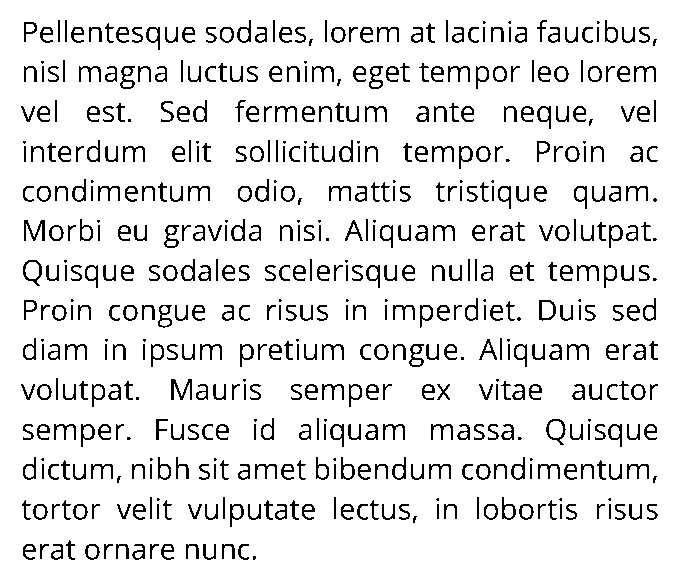 Pellentesque sodales, lorem at lacinia faucibus,
nisl magna luctus enim, eget tempor leo lorem
vel est. Sed fermentum ante neque, vel
interdum elit sollicitudin tempor. Proin ac
condimentum odio, mattis tristique quam.
Morbi eu gravida nisi. Aliquam erat volutpat.
Quisque sodales scelerisque nulla et tempus.
Proin congue ac risus in imperdiet. Duis sed
diam in ipsum pretium congue. Aliquam erat
volutpat. Mauris semper ex vitae auctor
semper. Fusce id aliquam massa. Quisque
dictum, nibh sit amet bibendum condimentum,
tortor velit vulputate lectus, in lobortis risus
erat ornare nunc.